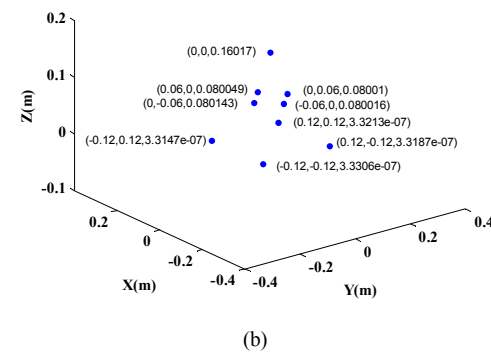 0.2
(0,0,0.16017)
0.1
(0.06,0,0.080049)
(0,0.06,0.08001)
(0,-0.06,0.080143)
(-0.06,0,0.080016)
Z(m)
(0.12,0.12,3.3213e-07)
0
(-0.12,0.12,3.3147e-07)
(0.12,-0.12,3.3187e-07)
(-0.12,-0.12,3.3306e-07)
-0.1
0.2
0.4
0
0.2
-0.2
0
X(m)
-0.2
Y(m)
-0.4
-0.4
(b)